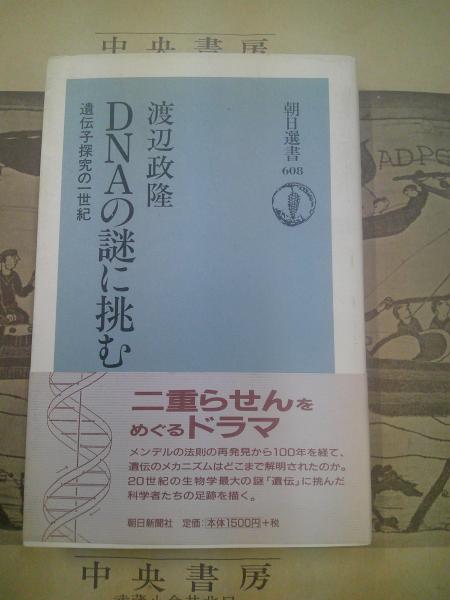 中央書房
朝日選書
608
渡辺政隆
DNAの謎に挑む
遺伝子探究の一世紀
ADPE
二重らせんを
めぐるドラマ
メンデルの法則の再発見から100年を経て、
遺伝のメカニズムはどこまで解明されたのか。
20世紀の生物学最大の謎「遺伝」に挑んだ
科学者たちの足跡を描く。
朝日新聞社 定価:本体1500円+税
中央書房